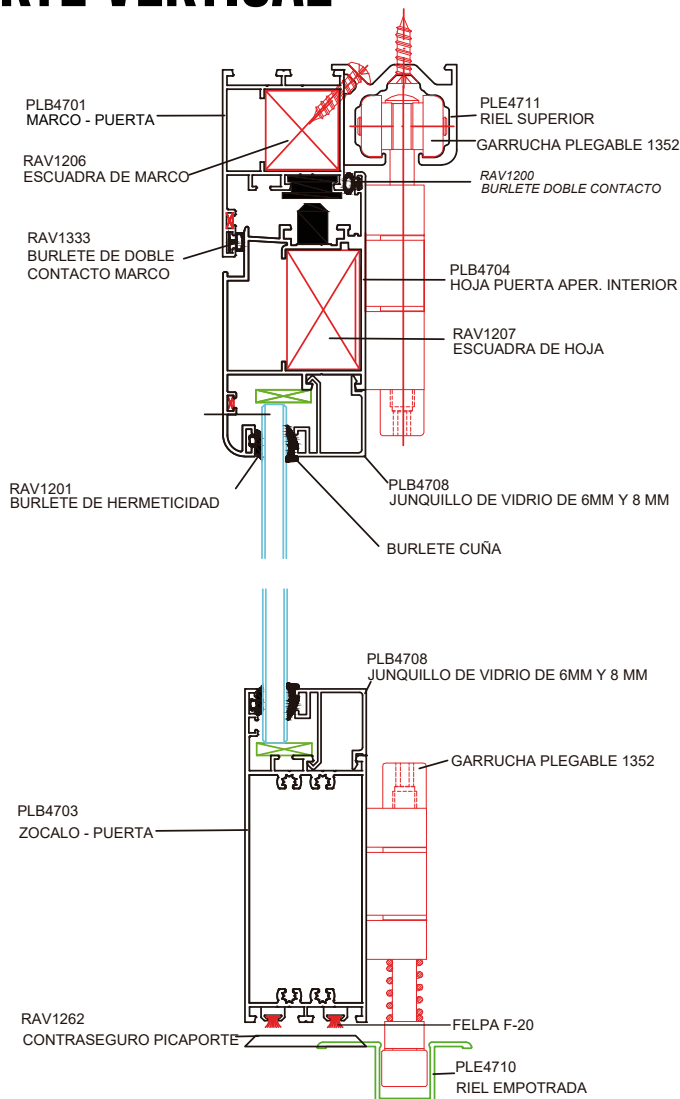 VERTICAL
PLB4701
MARCO - PUERTA
PLE4711
RIEL SUPERIOR
GARRUCHA PLEGABLE 1352
RAV1206
ESCUADRA DE MARCO
RAV1200
BURLETE DOBLE CONTACTO
RAV1333
BURLETE DE DOBLE
CONTACTO MARCO
PLB4704
HOJA PUERTA APER. INTERIOR
RAV1207
ESCUADRA DE HOJA
RAV1201
BURLETE DE HERMETICIDAD
PLB4708
JUNQUILLO DE VIDRIO DE 6MM Y 8 MM
BURLETE CUÑA
PLB4708
JUNQUILLO DE VIDRIO DE 6MM Y 8 MM
GARRUCHA PLEGABLE 1352
PLB4703
ZOCALO - PUERTA
RAV1262
CONTRASEGURO PICAPORTE
FELPA F-20
PLE4710
RIEL EMPOTRADA